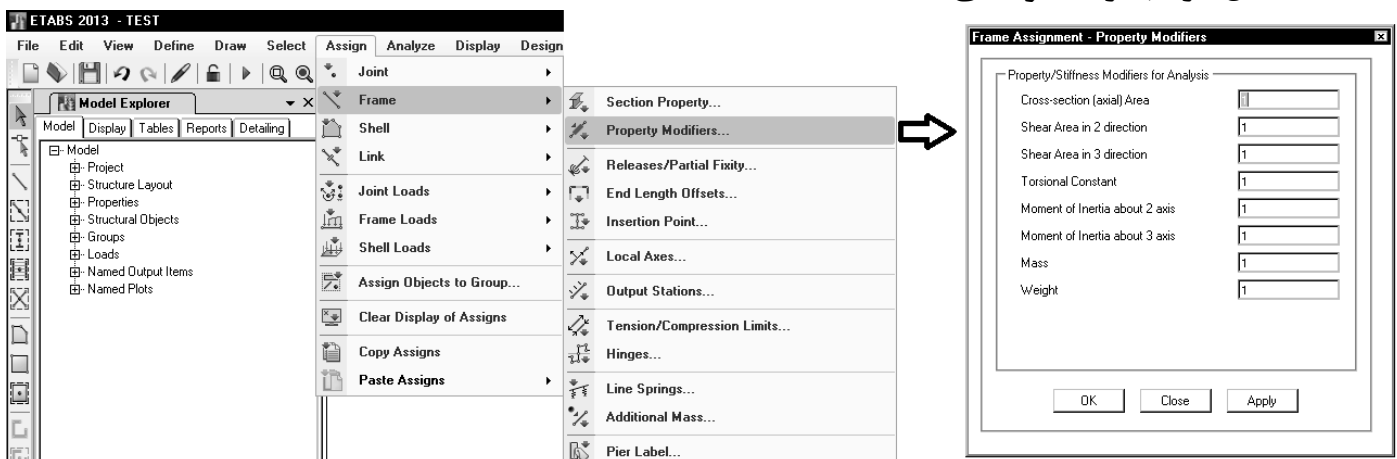 ETABS 2013 - TEST
File Edit View Define Draw Select Assign Analyze Display Design
Model Explorer
Model Display Tables Reports Detailing
Model
Project
Structure Layout
Properties
Structural Objects
Groups
Loads
Named Output Items
Named Plots
Joint
Frame
Shell
Link
Joint Loads
Frame Loads
Shell Loads
Assign Objects to Group...
Clear Display of Assigns
Copy Assigns
Paste Assigns
Section Property...
Property Modifiers...
Releases/Partial Fixity...
End Length Offsets...
Insertion Point...
Local Axes...
Output Stations...
Tension/Compression Limits...
Hinges...
Line Springs...
Additional Mass...
Pier Label...
Frame Assignment - Property Modifiers
Property/Stiffness Modifiers for Analysis
Cross-section (axial) Area 1
Shear Area in 2 direction 1
Shear Area in 3 direction 1
Torsional Constant 1
Moment of Inertia about 2 axis 1
Moment of Inertia about 3 axis 1
Mass 1
Weight 1
OK Close Apply